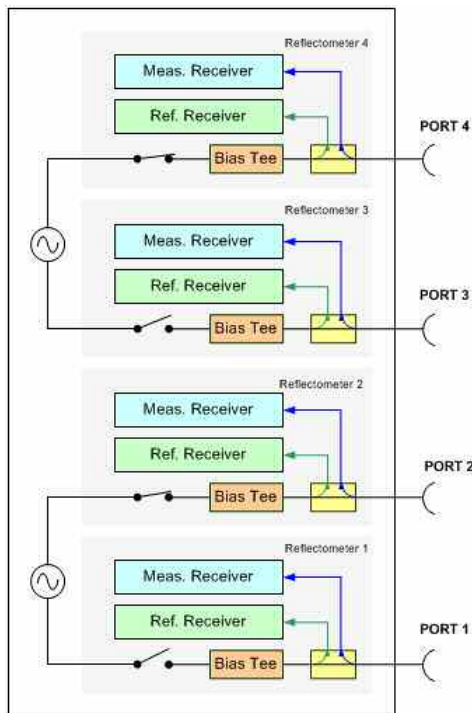 Reflectometer 4
Meas. Receiver
Ref. Receiver
PORT 4
Bias Tee
Reflectometer 3
Meas. Receiver
Ref. Receiver
PORT 3
Bias Tee
Reflectometer 2
Meas. Receiver
Ref. Receiver
PORT 2
Bias Tee
Reflectometer 1
Meas. Receiver
Ref. Receiver
PORT 1
Bias Tee